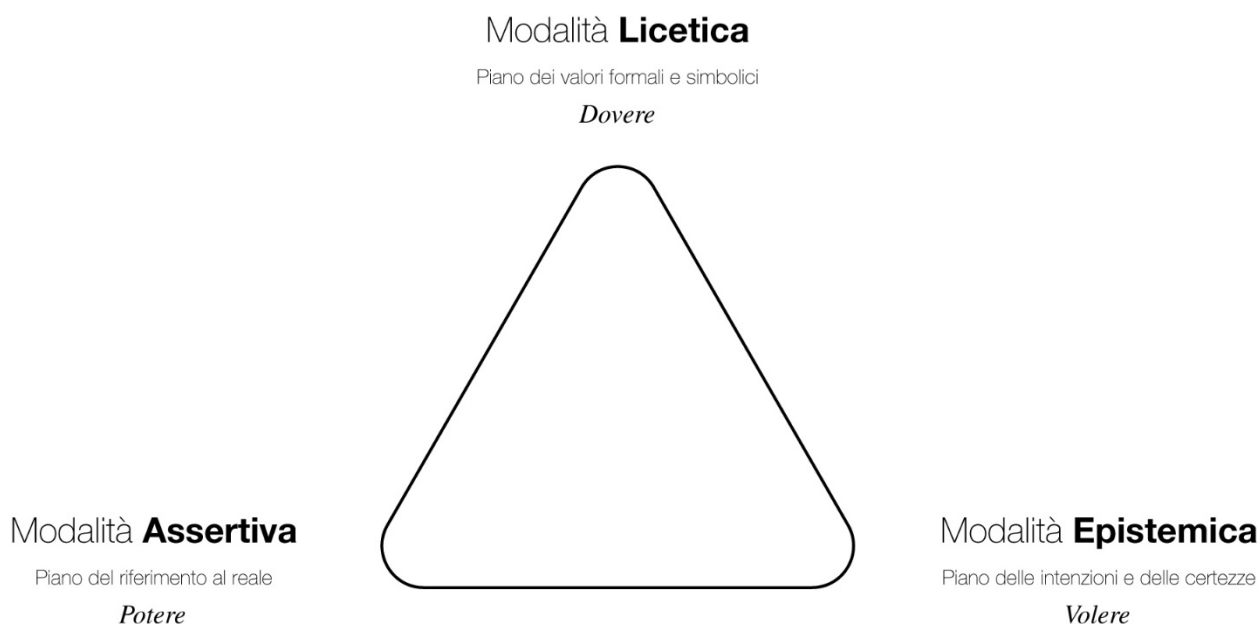 Modalità Licetica
Piano dei valori formali e simbolici
Dovere
Modalità Assertiva
Piano del riferimento al reale
Potere
Modalità Epistemica
Piano delle intenzioni e delle certezze
Volere